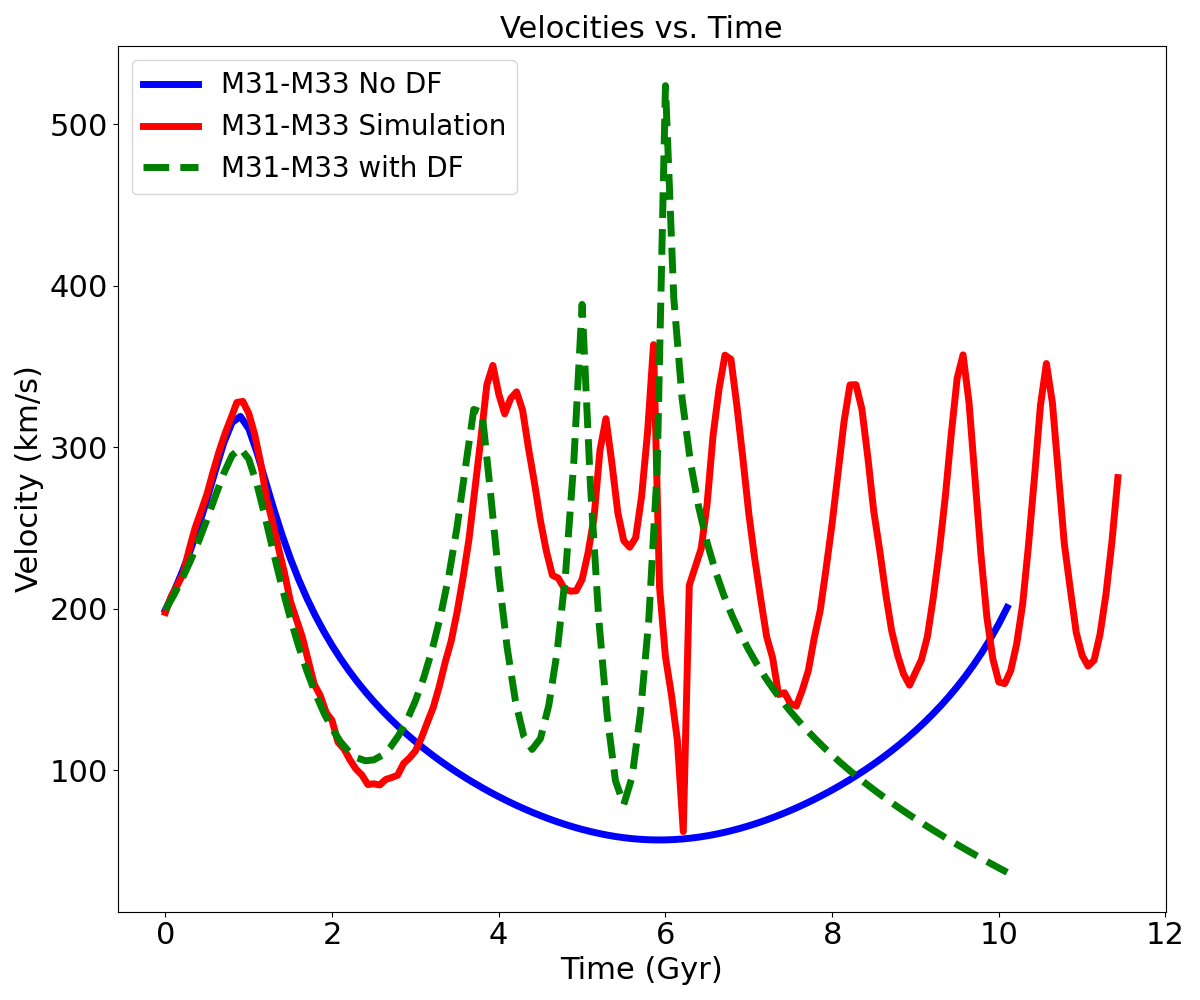 Velocities vs. Time
M31-M33 No DF
M31-M33 Simulation
M31-M33 with DF
Velocity (km/s)
500
400
300
200
100
0 2 4 6 8 10 12
Time (Gyr)